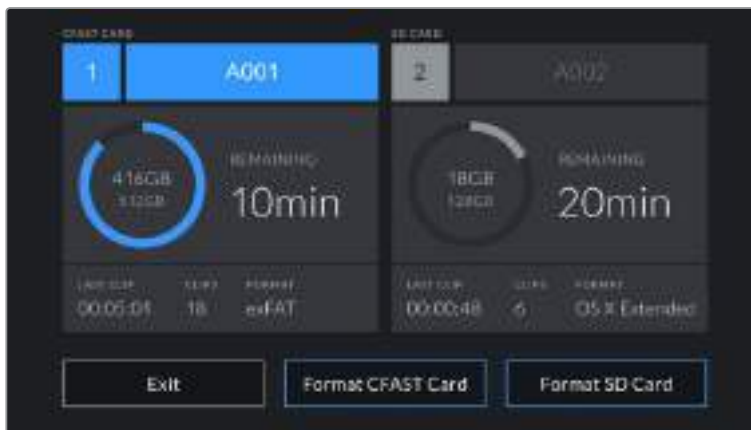 CFAST CARD
1 A001
416GB
512GB
REMAINING
10min
LAST CLIP CLIPS FORMAT
00:05:01 18 exFAT
SD CARD
2 A002
18GB
128GB
REMAINING
20min
LAST CLIP CLIPS FORMAT
00:00:48 6 OS X Extended
Exit Format CFAST Card Format SD Card